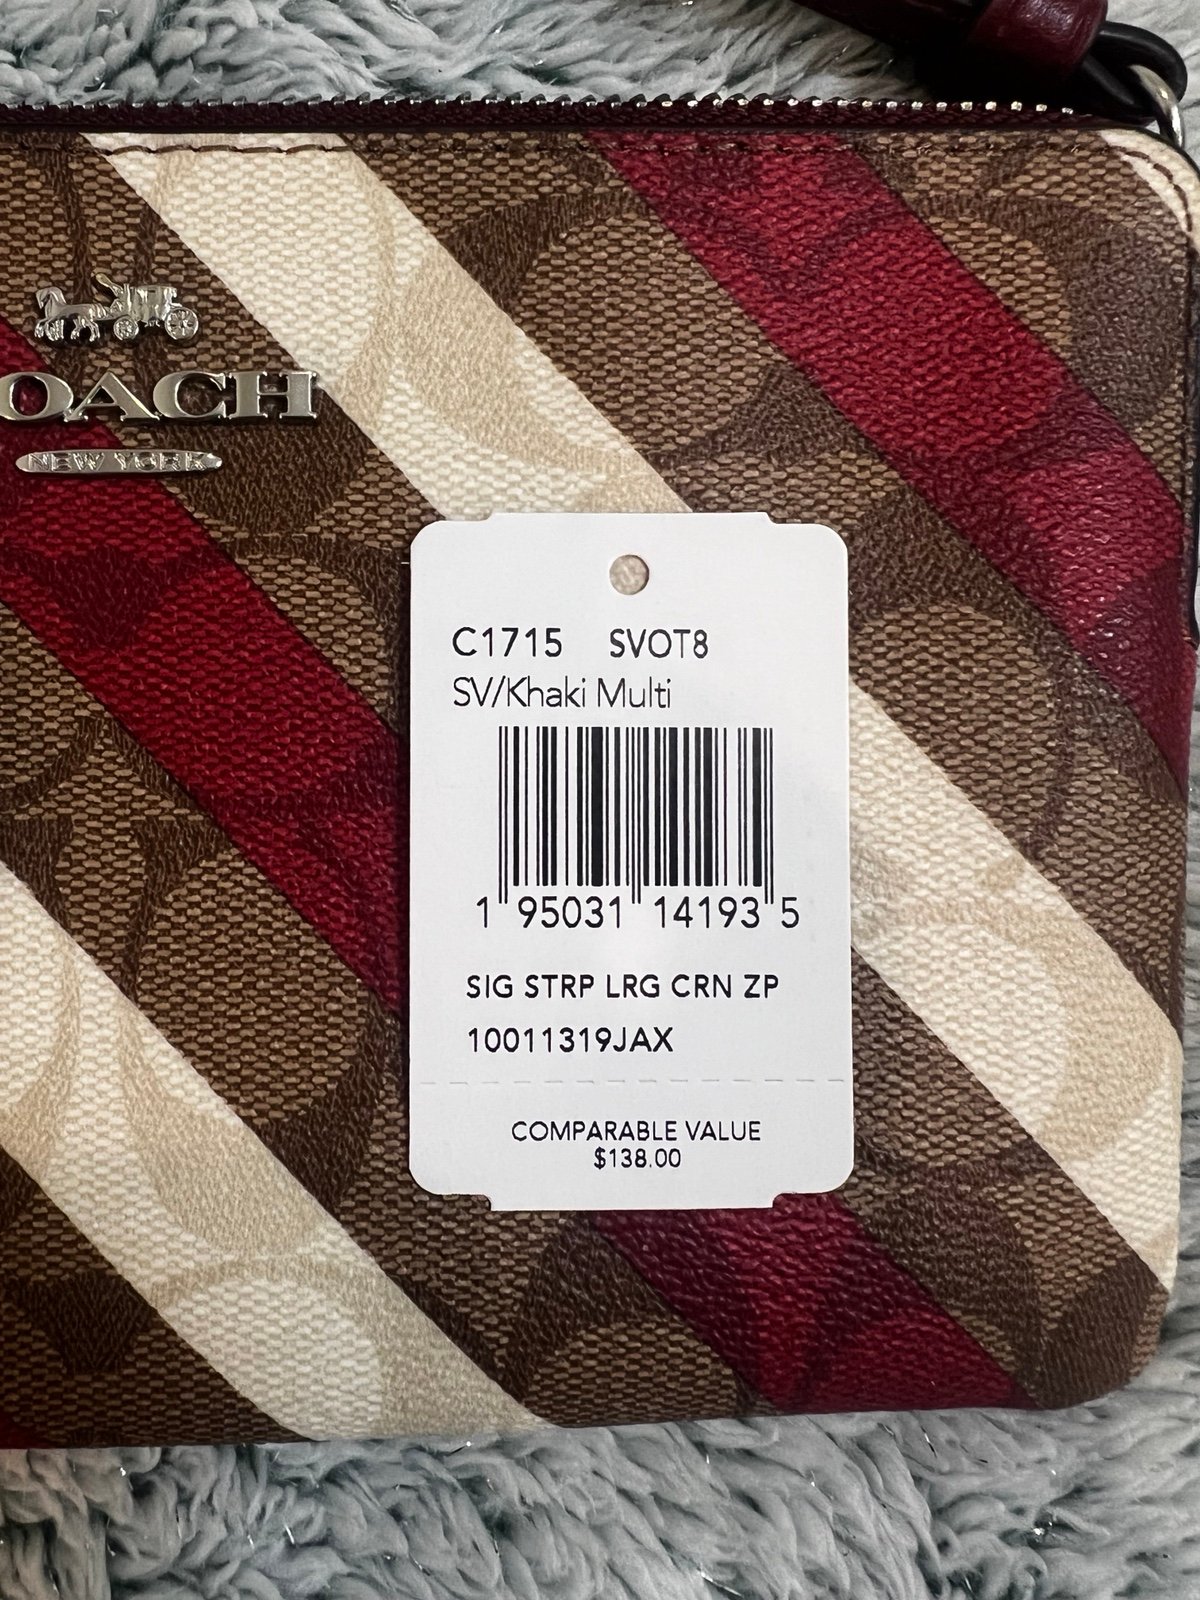 OACH
NEW YORK
C1715 SVOT8
SV/Khaki Multi
1 95031 14193 5
SIG STRP LRG CRN ZP
10011319JAX
COMPARABLE VALUE
$138.00